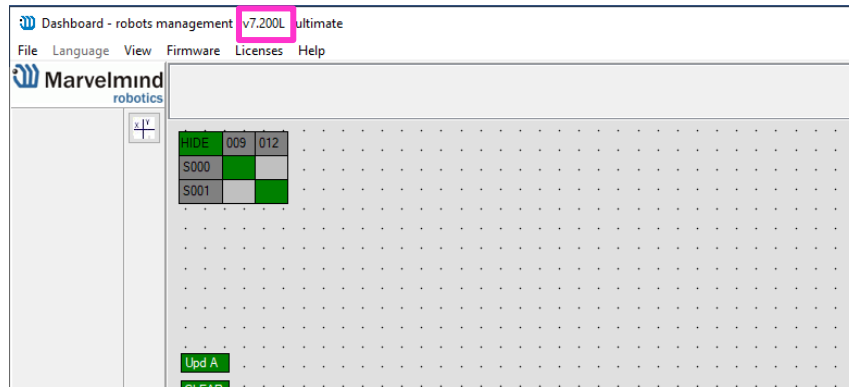 Dashboard - robots management v7.200L ultimate
File Language View Firmware Licenses Help
Marvelmind
robotics
X Y
HIDE 009 012
S000
S001
Upd A
CLEAR